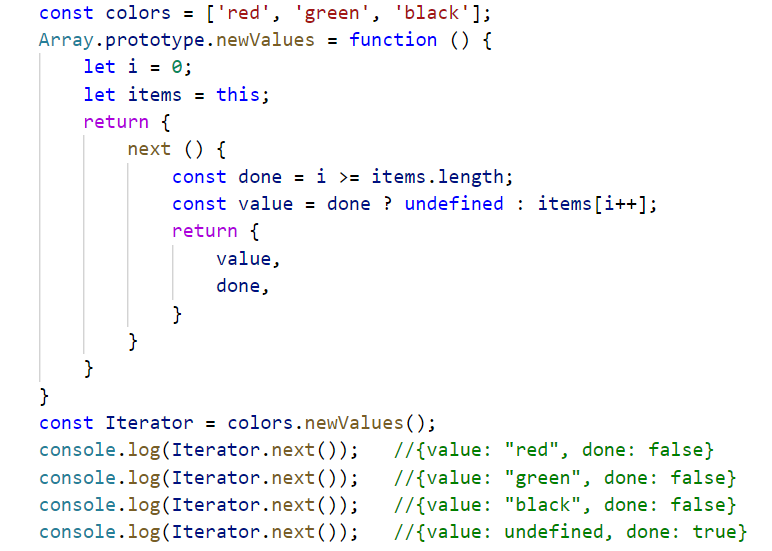 const colors = ['red', 'green', 'black'];
Array.prototype.newValues = function () {
    let i = 0;
    let items = this;
    return {
        next () {
            const done = i >= items.length;
            const value = done ? undefined : items[i++];
            return {
                value,
                done,
            }
        }
    }
}
const Iterator = colors.newValues();
console.log(Iterator.next());   //{value: "red", done: false}
console.log(Iterator.next());   //{value: "green", done: false}
console.log(Iterator.next());   //{value: "black", done: false}
console.log(Iterator.next());   //{value: undefined, done: true}